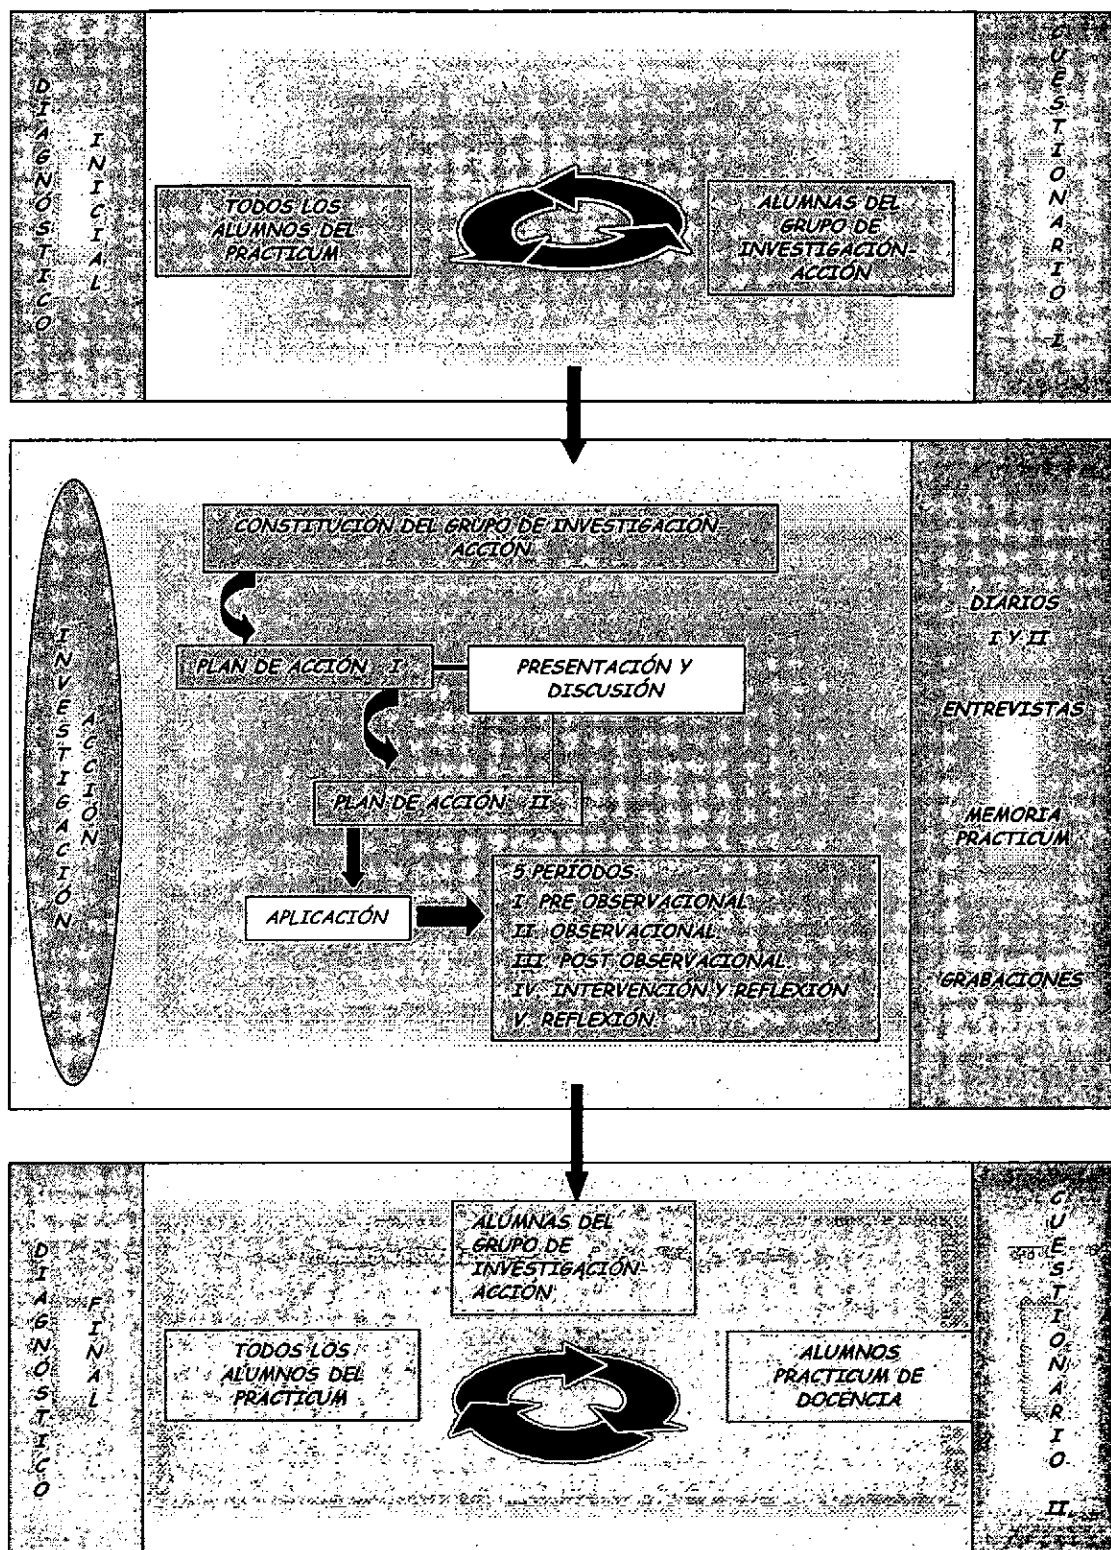 DIAGNOSTICO
INICIAL
TODOS LOS
ALUMNOS DEL
PRACTICUM
ALUMNAS DEL
GRUPO DE
INVESTIGACIÓN-
ACCIÓN
CUESTIONARIO I
INVESTIGACIÓN
ACCIÓN
CONSTITUCIÓN DEL GRUPO DE INVESTIGACIÓN-
ACCIÓN
PLAN DE ACCIÓN I
PRESENTACIÓN Y
DISCUSIÓN
PLAN DE ACCIÓN II
APLICACIÓN
5 PERIODOS:
I PRE OBSERVACIONAL
II OBSERVACIONAL
III POST OBSERVACIONAL
IV INTERVENCIÓN Y REFLEXIÓN
V REFLEXIÓN
DIARIOS
I Y II
ENTREVISTAS
MEMORIA
PRACTICUM
GRABACIONES
DIAGNÓSTICO
FINAL
ALUMNAS DEL
GRUPO DE
INVESTIGACIÓN-
ACCIÓN
TODOS LOS
ALUMNOS DEL
PRACTICUM
ALUMNOS
PRACTICUM DE
DOCENCIA
CUESTIONARIO II